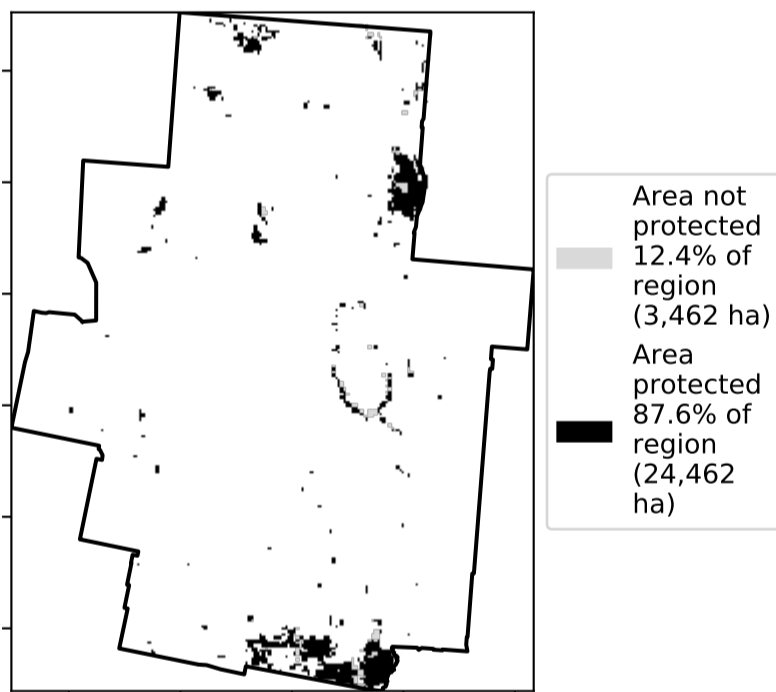 Area not
protected
12.4% of
region
(3,462 ha)
Area
protected
87.6% of
region
(24,462
ha)